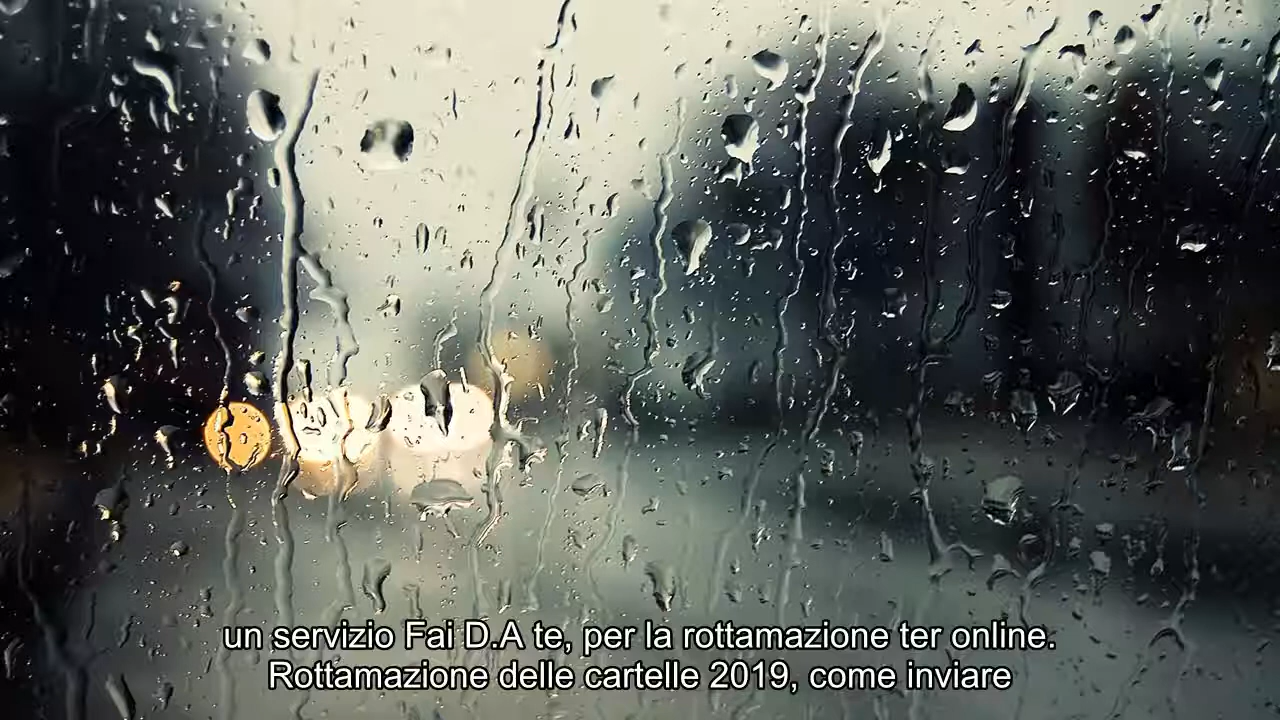 un servizio Fai D.A te, per la rottamazione ter online.
Rottamazione delle cartelle 2019, come inviare